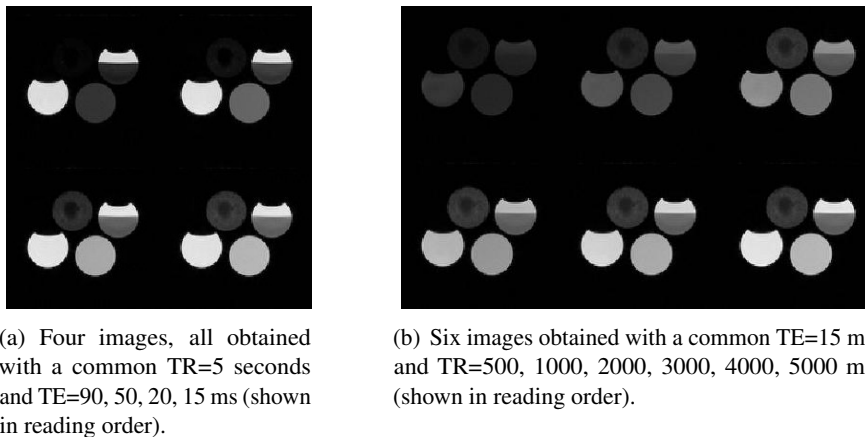 (a) Four images, all obtained
with a common TR=5 seconds
and TE=90, 50, 20, 15 ms (shown
in reading order).
(b) Six images obtained with a common TE=15 m
and TR=500, 1000, 2000, 3000, 4000, 5000 m
(shown in reading order).